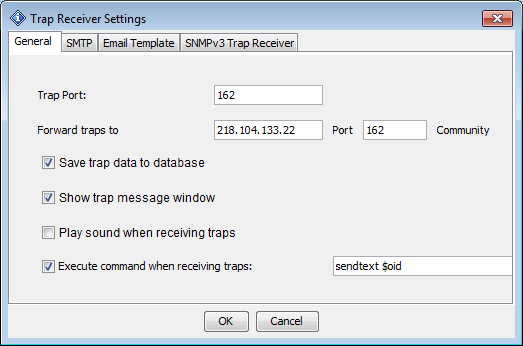 Trap Receiver Settings
General SMTP Email Template SNMPv3 Trap Receiver
Trap Port: 162
Forward traps to 218.104.133.22 Port 162 Community
Save trap data to database
Show trap message window
Play sound when receiving traps
Execute command when receiving traps: sendtext $oid
OK Cancel